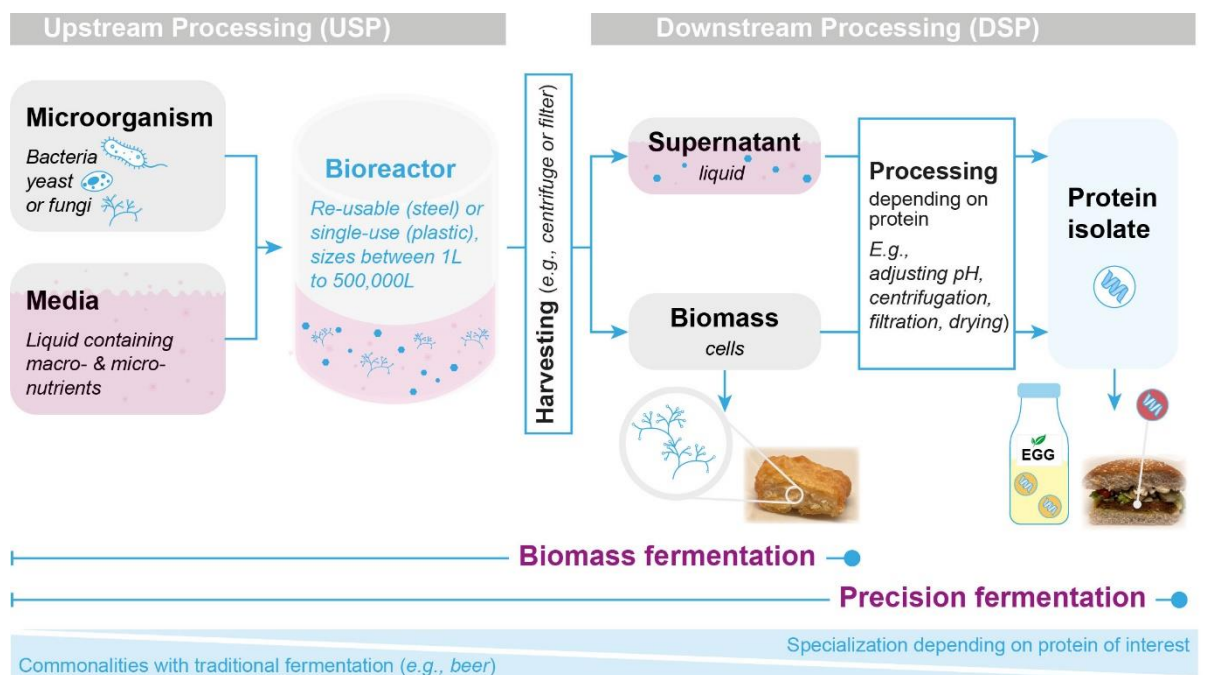 Upstream Processing (USP)
Downstream Processing (DSP)
Microorganism
Bacteria
yeast
or fungi
Media
Liquid containing
macro- & micro-
nutrients
Bioreactor
Re-usable (steel) or
single-use (plastic),
sizes between 1L
to 500,000L
Harvesting (e.g., centrifuge or filter)
Supernatant
liquid
Biomass
cells
Processing
depending on
protein
E.g.,
adjusting pH,
centrifugation,
filtration, drying)
Protein
isolate
EGG
Biomass fermentation
Precision fermentation
Specialization depending on protein of interest
Commonalities with traditional fermentation (e.g., beer)